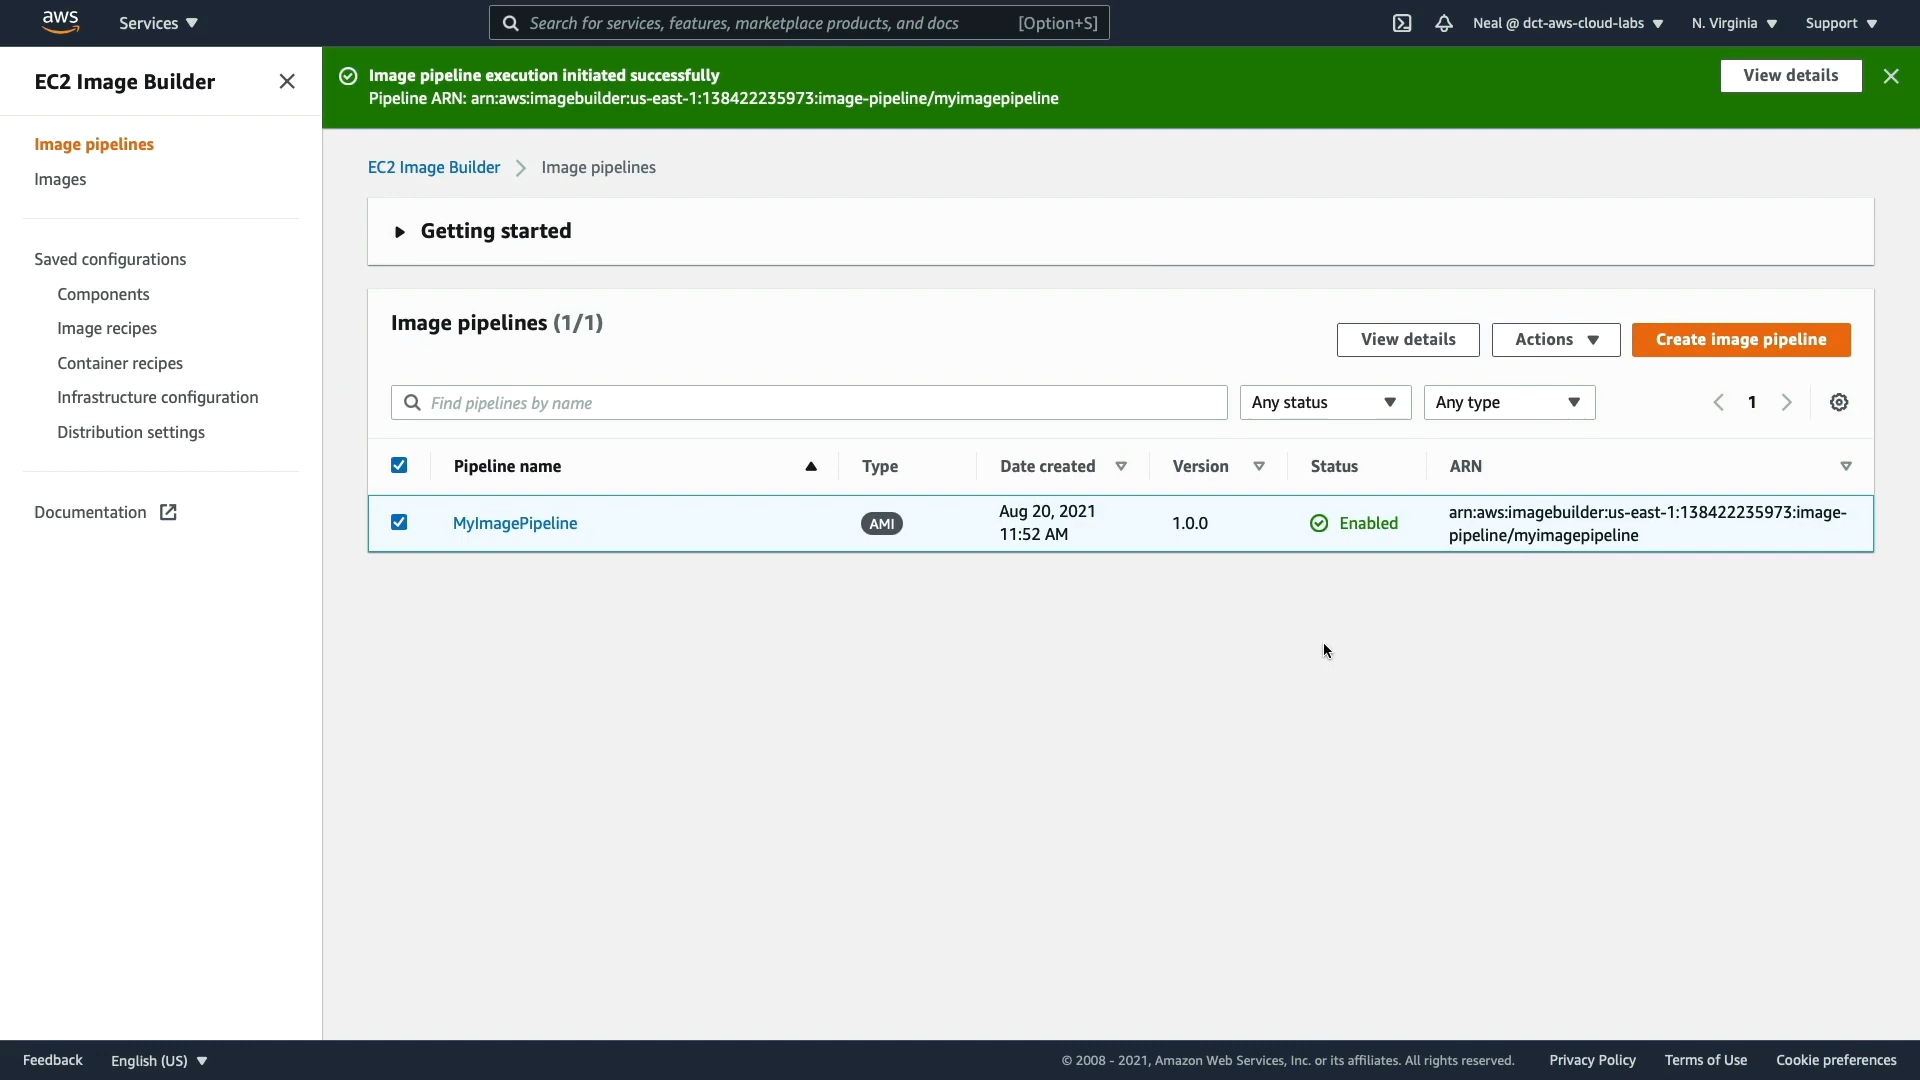 aws
Services
Search for services, features, marketplace products, and docs [Option+S]
Neal @ dct-aws-cloud-labs
N. Virginia
Support
EC2 Image Builder
Image pipelines
Images
Saved configurations
Components
Image recipes
Container recipes
Infrastructure configuration
Distribution settings
Documentation
Image pipeline execution initiated successfully
Pipeline ARN: arn:aws:imagebuilder:us-east-1:138422235973:image-pipeline/myimagepipeline
View details
EC2 Image Builder
Image pipelines
Getting started
Image pipelines (1/1)
View details
Actions
Create image pipeline
Find pipelines by name
Any status
Any type
1
Pipeline name
Type
Date created
Version
Status
ARN
MyImagePipeline
AMI
Aug 20, 2021
11:52 AM
1.0.0
Enabled
arn:aws:imagebuilder:us-east-1:138422235973:image-
pipeline/myimagepipeline
Feedback
English (US)
© 2008 - 2021, Amazon Web Services, Inc. or its affiliates. All rights reserved.
Privacy Policy
Terms of Use
Cookie preferences